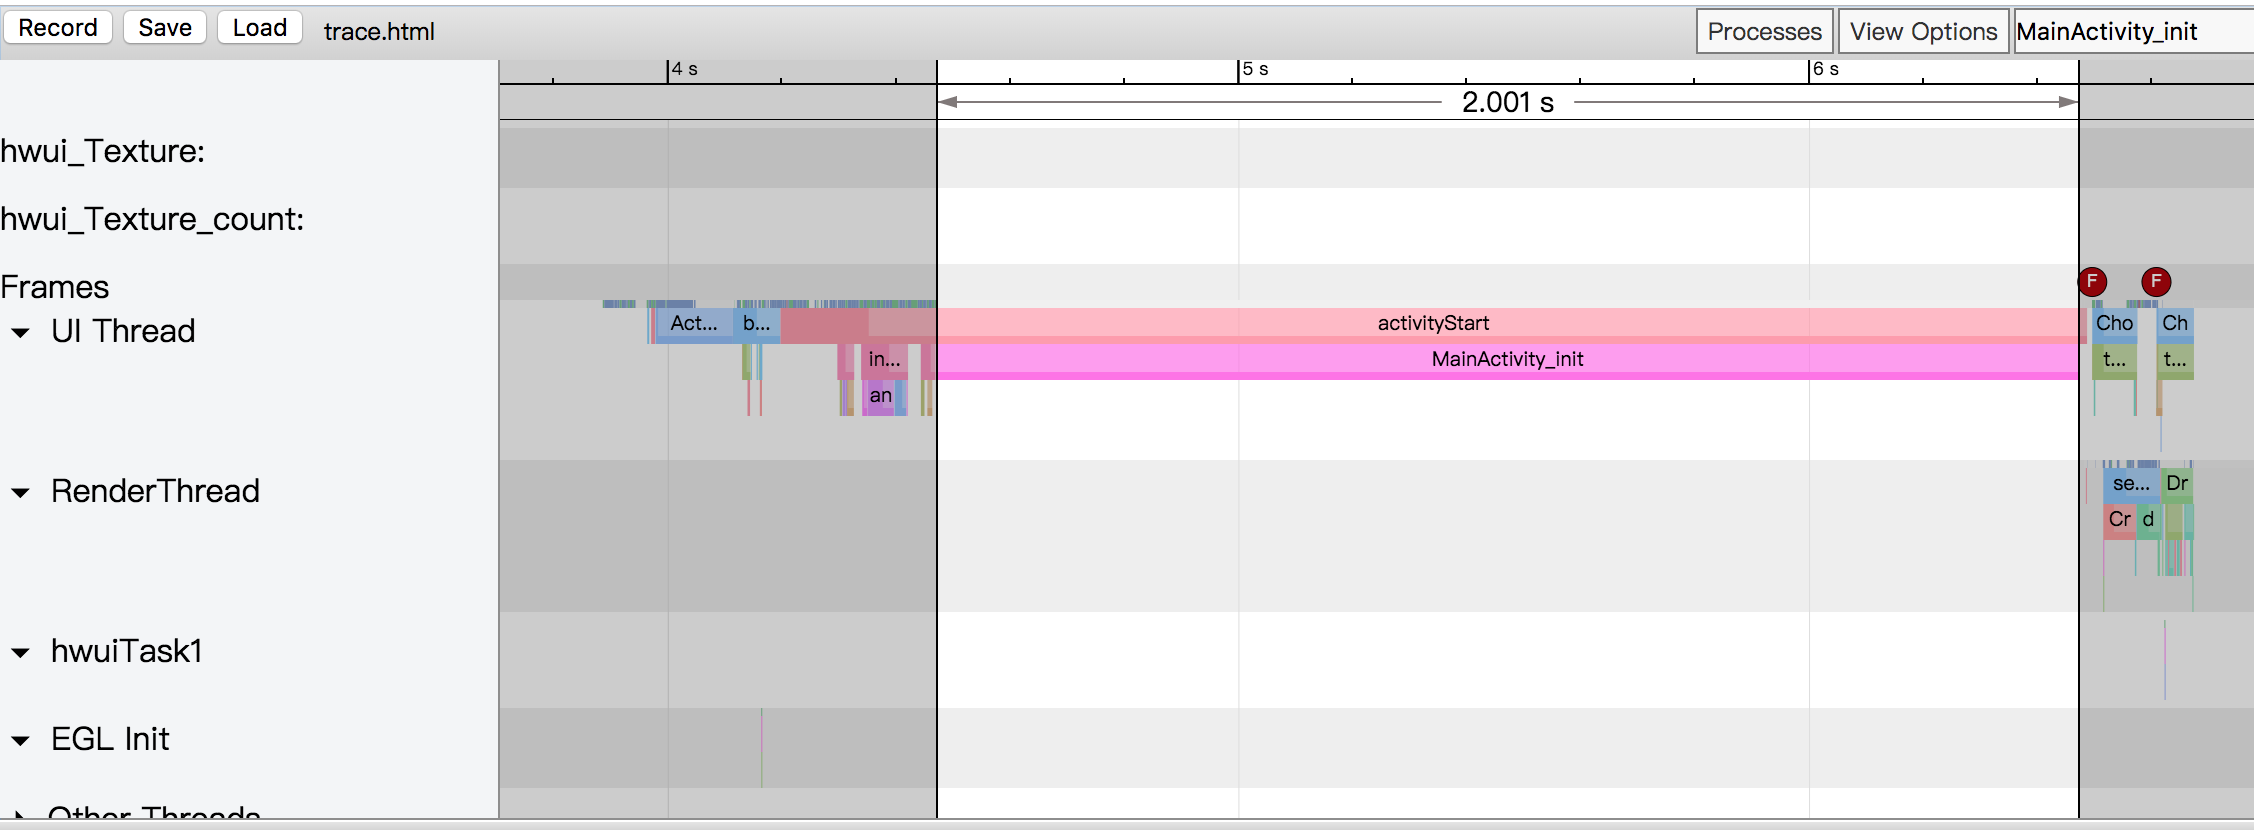 Record Save Load trace.html Processes View Options MainActivity_init
4 s 5 s 6 s
2.001 s
hwui_Texture:
hwui_Texture_count:
Frames F F
UI Thread Act... b... activityStart Cho Ch
in... MainActivity_init t... t...
an
RenderThread se... Dr
Cr d
hwuiTask1
EGL Init
Other Threads